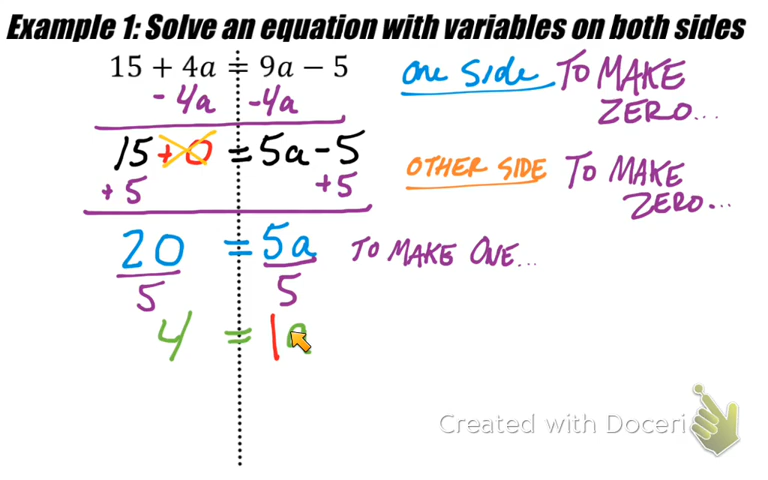 Example 1: Solve an equation with variables on both sides
15 + 4a = 9a − 5
- 4a -4a
One Side TO MAKE
ZERO...
15 + 0 = 5a - 5
+ 5 + 5
OTHER SIDE TO MAKE
ZERO...
20 = 5a TO MAKE ONE...
5 5
4 = 1a
Created with Doceri